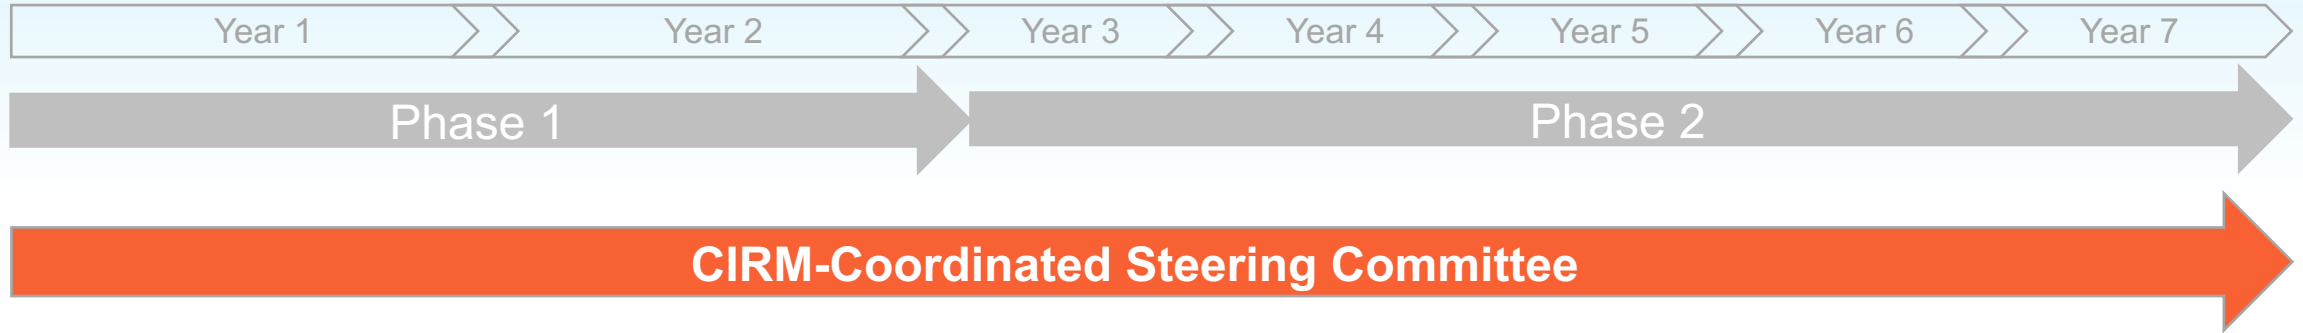 Year 1 Year 2 Year 3 Year 4 Year 5 Year 6 Year 7
Phase 1 Phase 2
CIRM-Coordinated Steering Committee